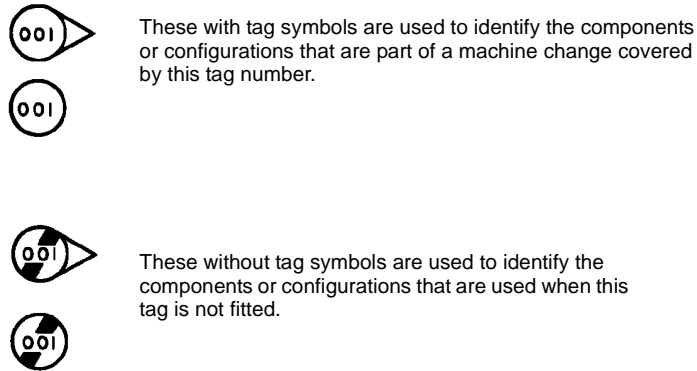 001
These with tag symbols are used to identify the components
or configurations that are part of a machine change covered
by this tag number.
001
001
These without tag symbols are used to identify the
components or configurations that are used when this
tag is not fitted.
001